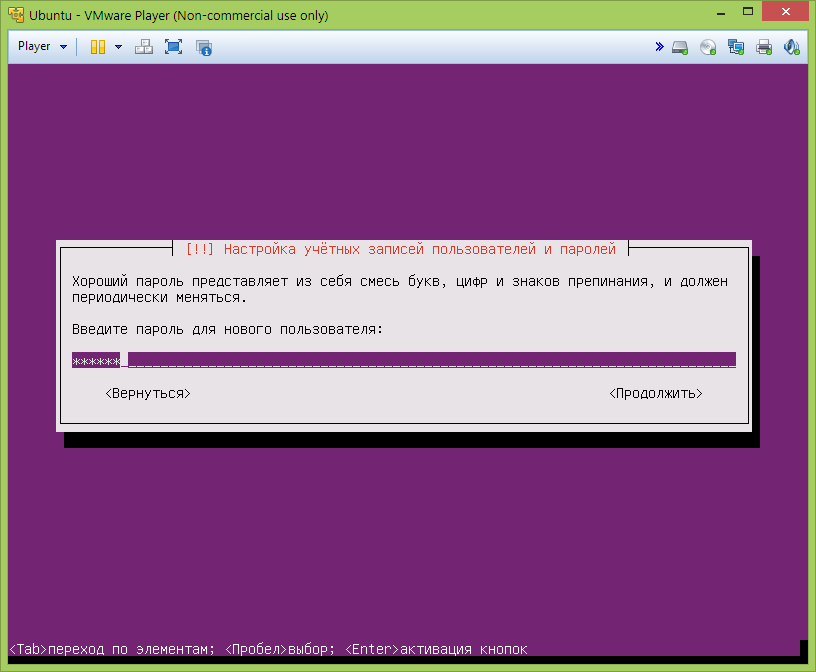 Ubuntu - VMware Player (Non-commercial use only)
Player
[!!] Настройка учётных записей пользователей и паролей
Хороший пароль представляет из себя смесь букв, цифр и знаков препинания, и должен
периодически меняться.
Введите пароль для нового пользователя:
******
<Вернуться> <Продолжить>
<Tab>переход по элементам; <Пробел>выбор; <Enter>активация кнопок